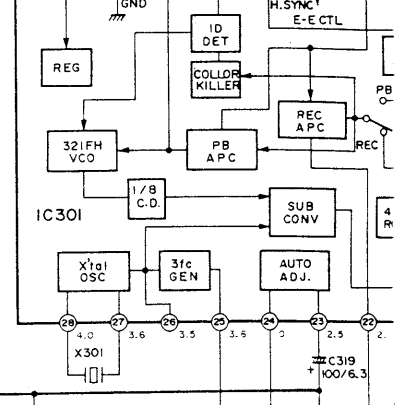 GND
H.SYNC
E-E CTL
ID
DET
REG
COLLOR
KILLER
PB
REC
APC
321FH
VCO
PB
APC
REC
1/8
C.D.
SUB
CONV
IC301
4
X'tal
OSC
3fc
GEN
AUTO
ADJ.
28 27 26 25 24 23 22
4.0 3.6 3.5 3.6 0 2.5 2.
X301
+ C319
100/6.3